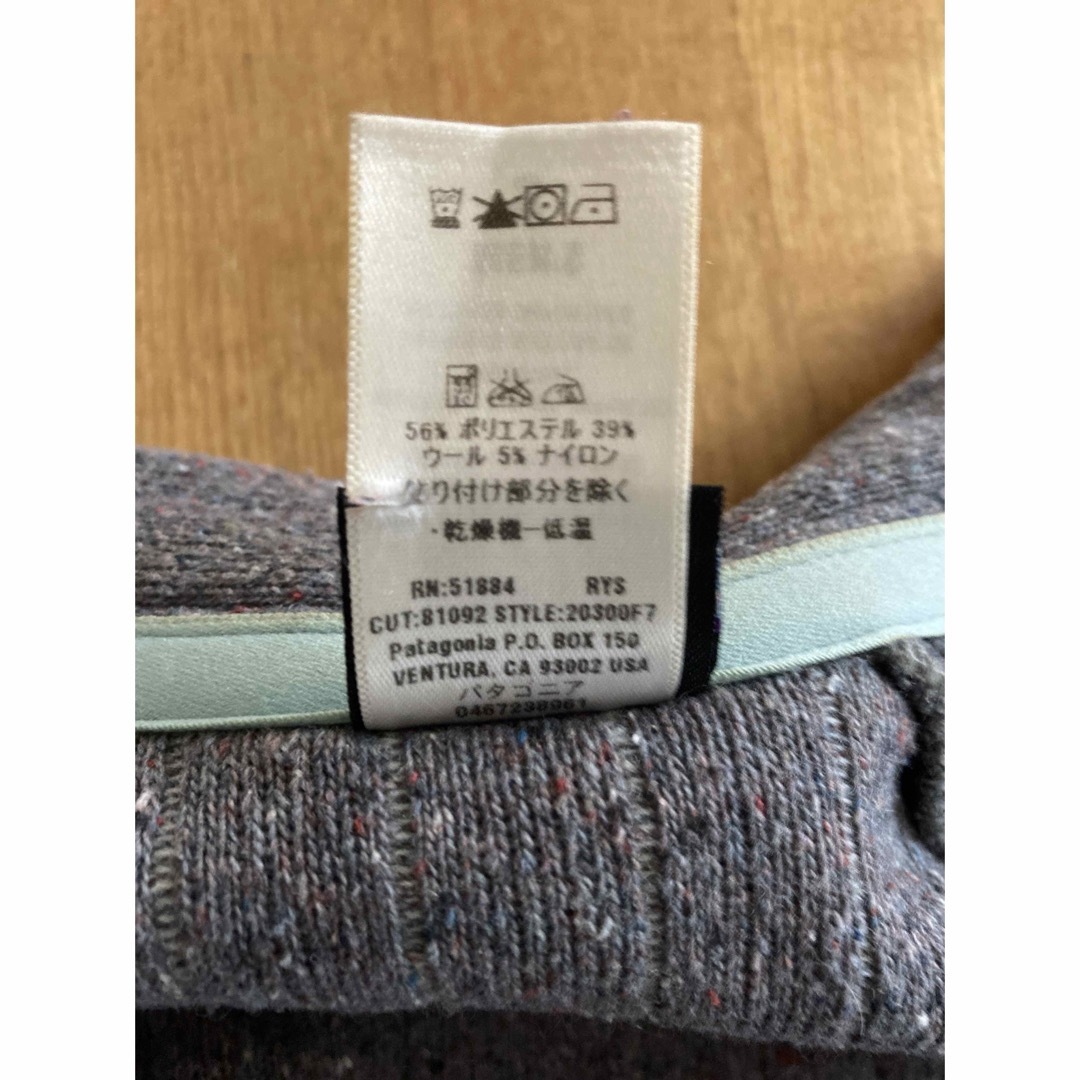 56% ポリエステル 39%
ウール 5% ナイロン
とり付け部分を除く
・乾燥機ー低温
RN:51884 RYS
CUT:81092 STYLE:20300F7
Patagonia P.O. BOX 150
VENTURA, CA 93002 USA
パタゴニア
0467238961